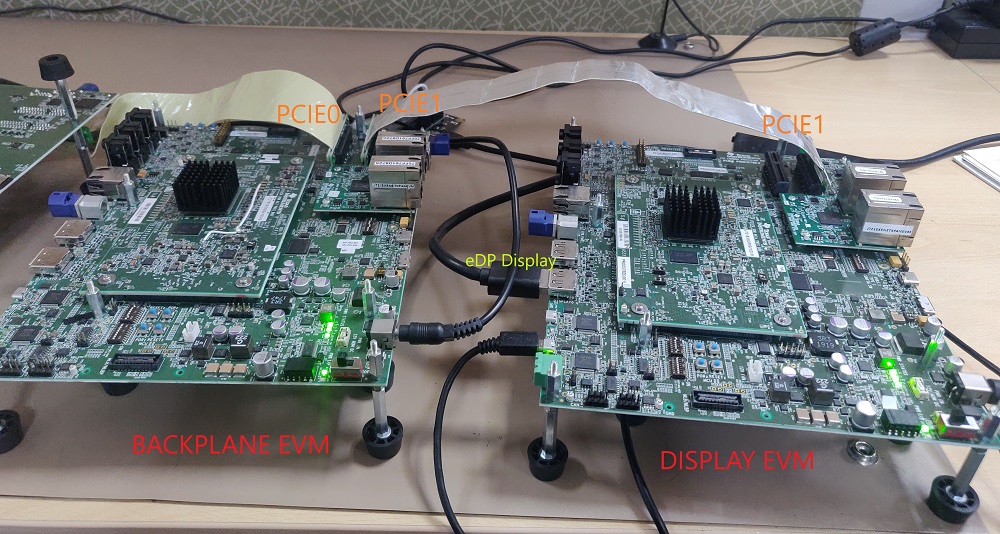 PCIE0
PCIE1
PCIE1
eDP Display
BACKPLANE EVM
DISPLAY EVM